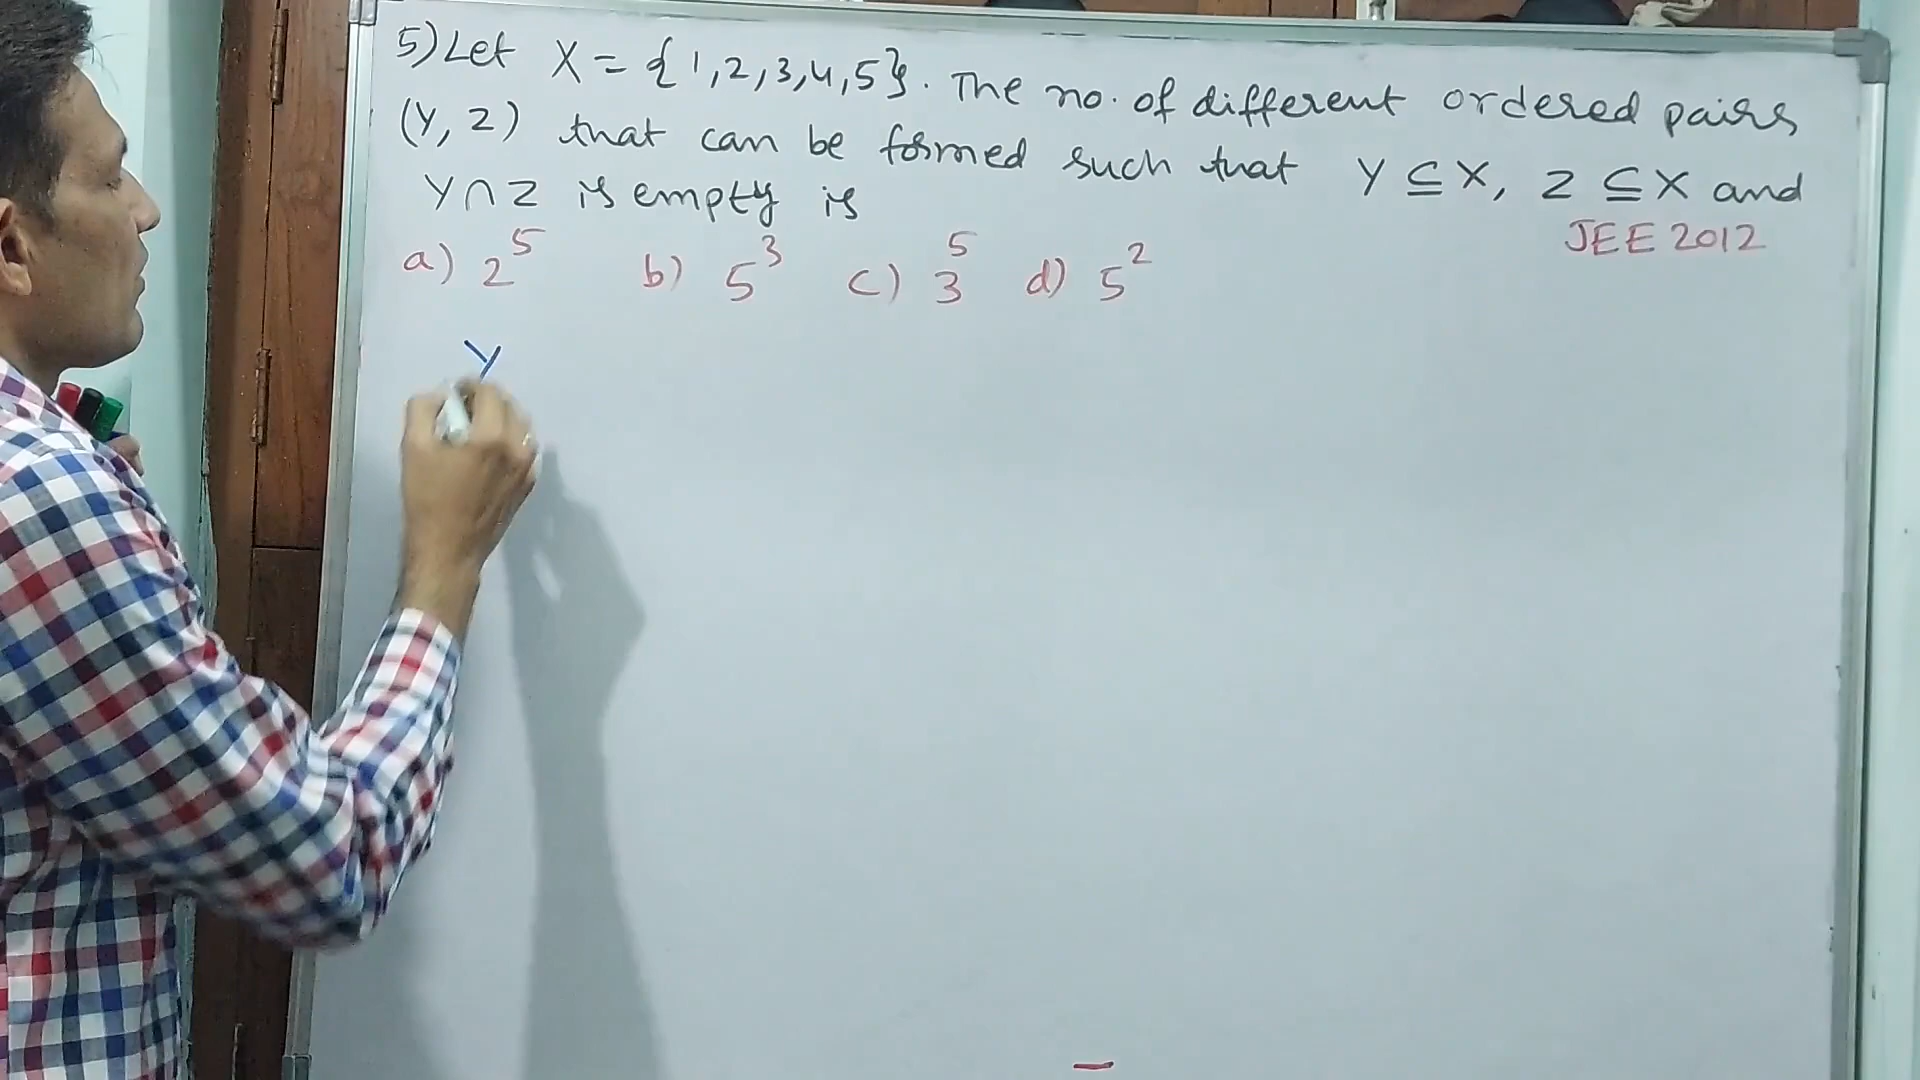 5) Let X = {1,2,3,4,5}. The no. of different ordered pairs
(Y, Z) that can be formed such that Y ⊆ X, Z ⊆ X and
Y ∩ Z is empty is
JEE 2012
a) 2^5 b) 5^3 c) 3^5 d) 5^2
Y